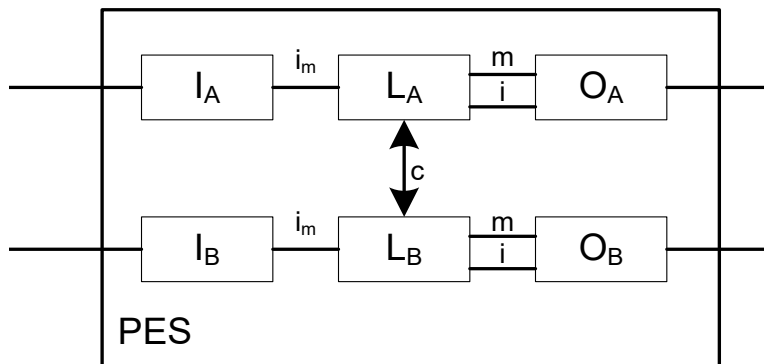 i_m m
I_A L_A i O_A
c
i_m m
I_B L_B i O_B
PES